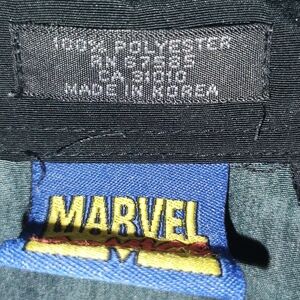 100% POLYESTER
RN 67585
CA 31010
MADE IN KOREA
MARVEL